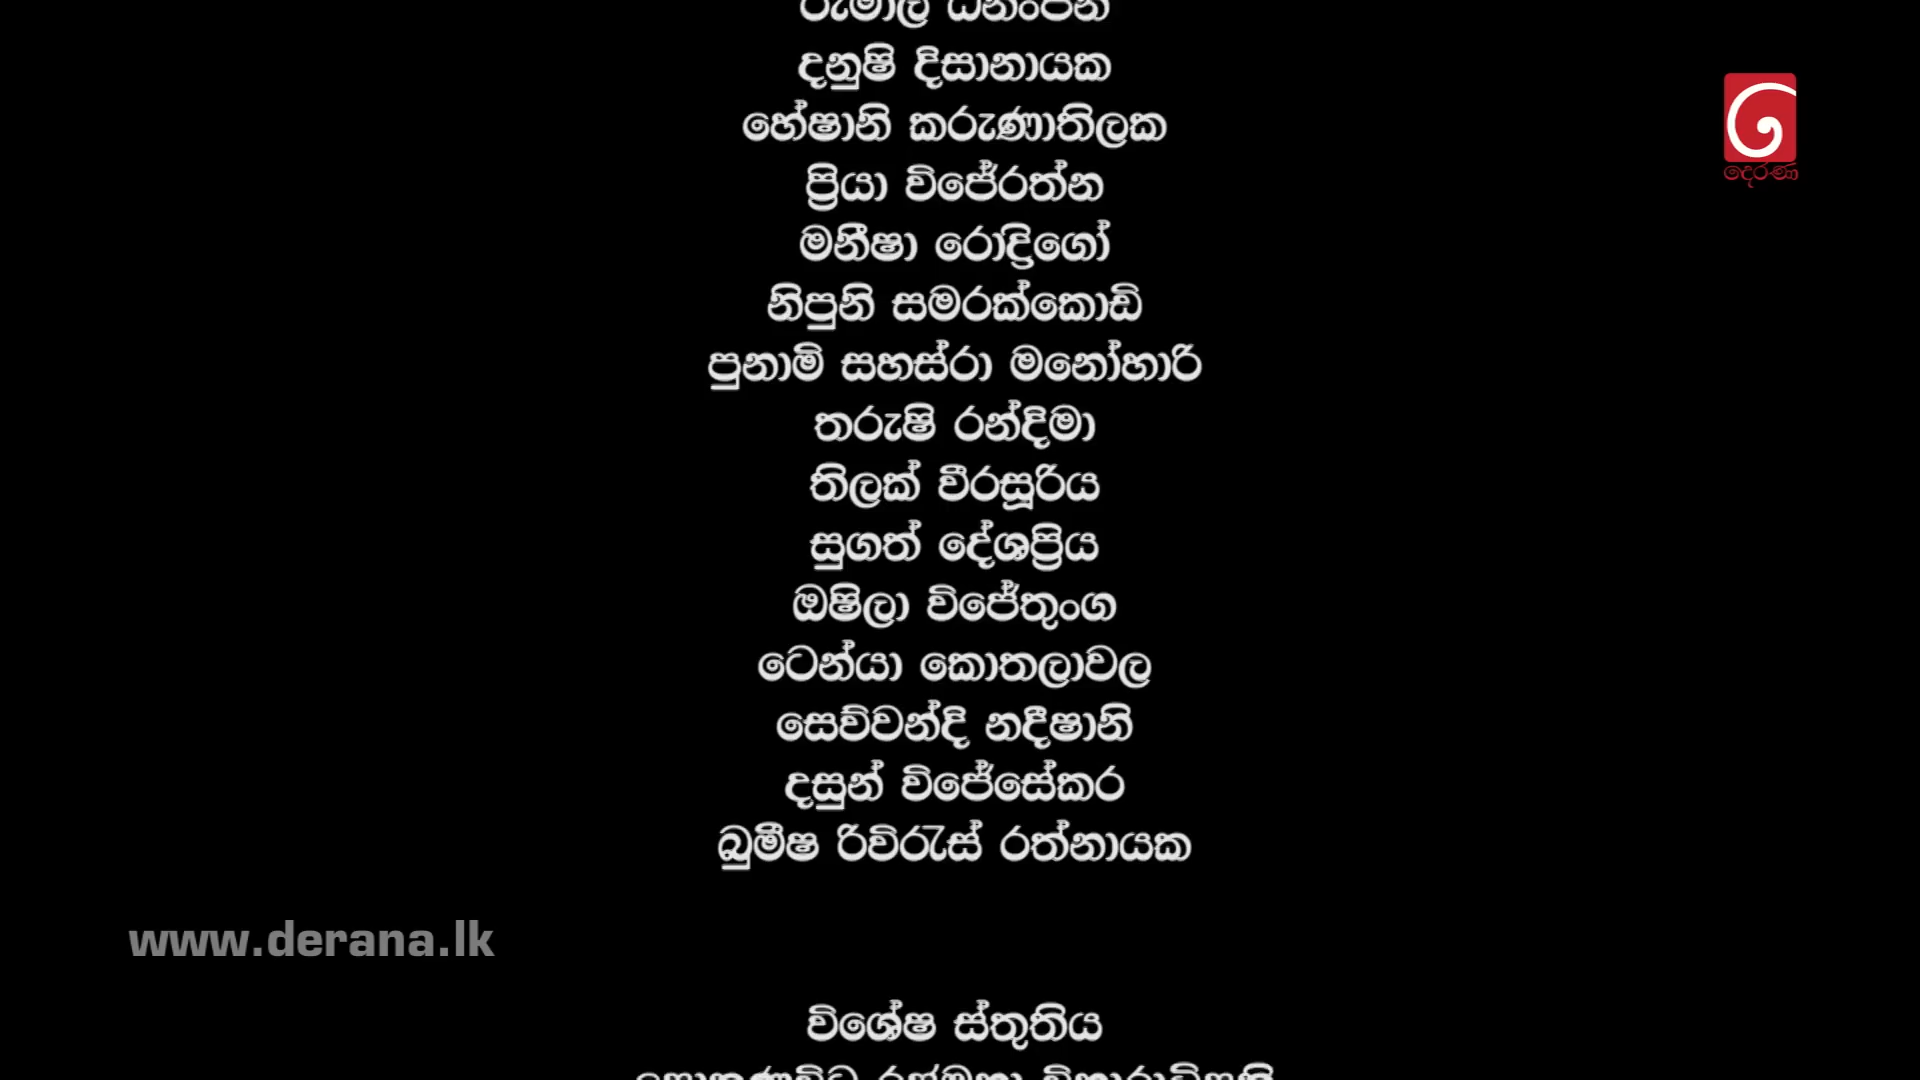 දනුෂි දිසානායක
හේෂානි කරුණාතිලක
ප්‍රියා විජේරත්න
මනීෂා රොද්‍රිගෝ
නිපුනි සමරක්කොඩි
පුනාමි සහස්රා මනෝහාරි
තරුෂි රන්දිමා
තිලක් වීරසූරිය
සුගත් දේශප්‍රිය
ඔෂිලා විජේතුංග
ටෙන්යා කොතලාවල
සෙව්වන්දි නදීෂානි
දසුන් විජේසේකර
බුමීෂ රිවිරැස් රත්නායක
දෙරණ
www.derana.lk
විශේෂ ස්තුතිය